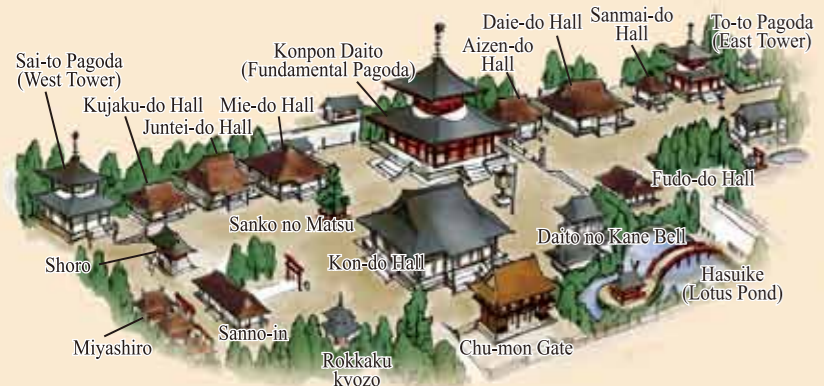 Daie-do Hall
Sanmai-do
Hall
To-to Pagoda
(East Tower)
Aizen-do
Hall
Konpon Daito
(Fundamental Pagoda)
Sai-to Pagoda
(West Tower)
Kujaku-do Hall
Mie-do Hall
Juntei-do Hall
Fudo-do Hall
Sanko no Matsu
Daito no Kane Bell
Shoro
Kon-do Hall
Hasuike
(Lotus Pond)
Miyashiro
Sanno-in
Rokkaku
kyozo
Chu-mon Gate